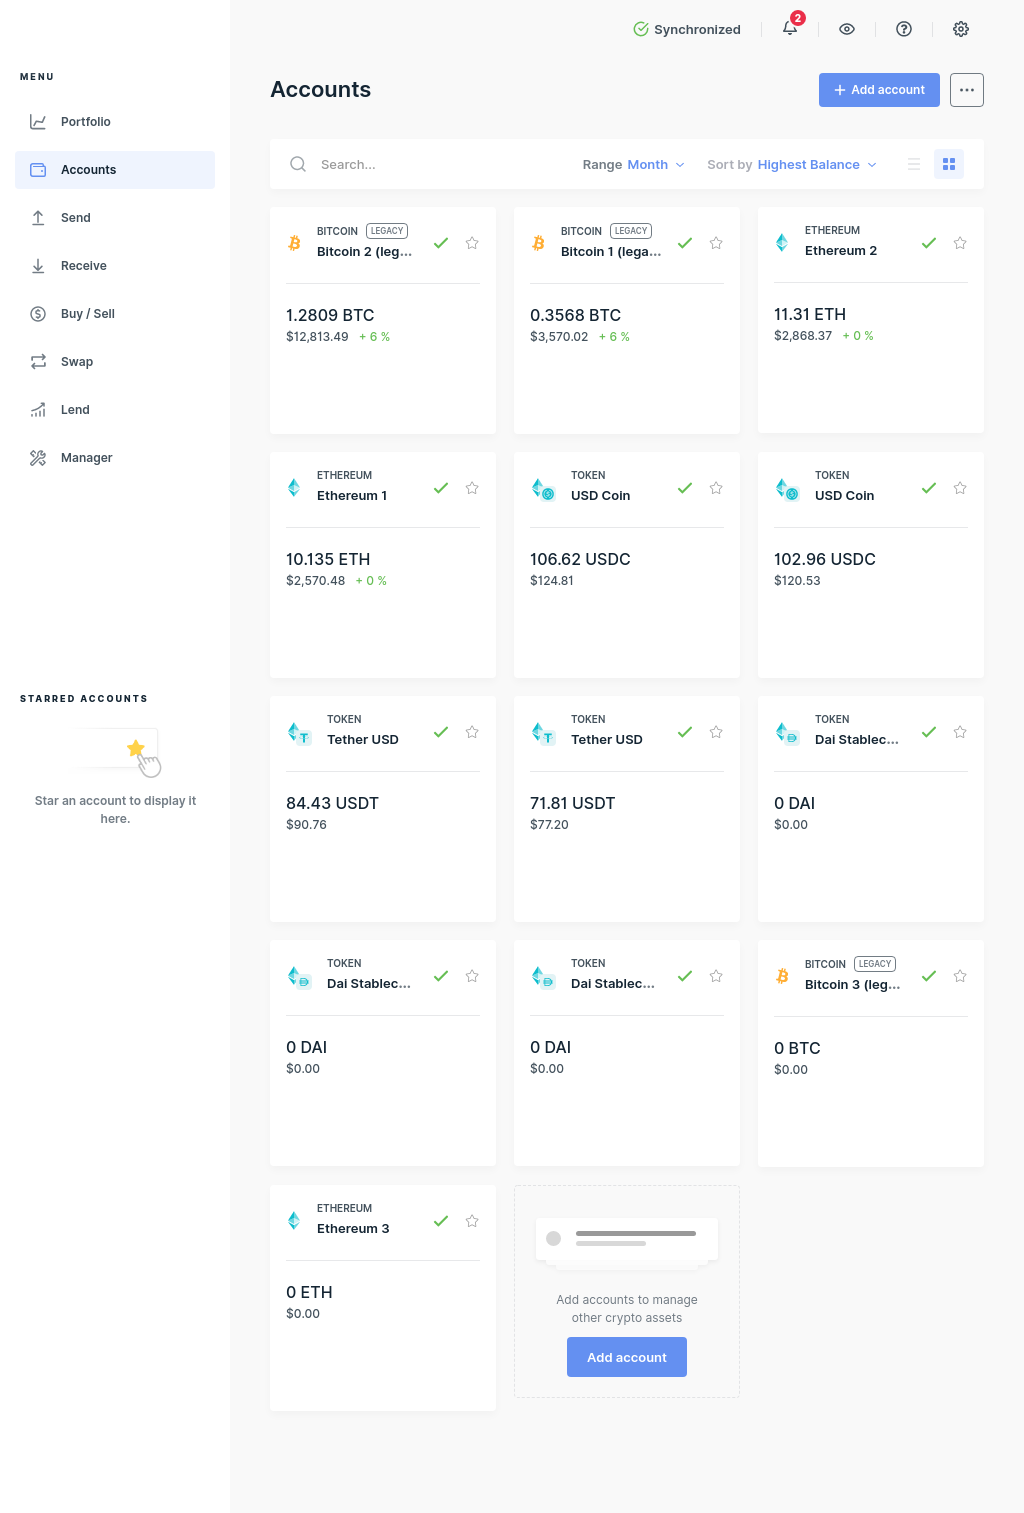 Synchronized
2
MENU
Portfolio
Accounts
Send
Receive
Buy / Sell
Swap
Lend
Manager
STARRED ACCOUNTS
Star an account to display it
here.
Accounts
+ Add account
Search...
Range Month
Sort by Highest Balance
BITCOIN LEGACY
Bitcoin 2 (leg...
1.2809 BTC
$12,813.49 + 6 %
BITCOIN LEGACY
Bitcoin 1 (lega...
0.3568 BTC
$3,570.02 + 6 %
ETHEREUM
Ethereum 2
11.31 ETH
$2,868.37 + 0 %
ETHEREUM
Ethereum 1
10.135 ETH
$2,570.48 + 0 %
TOKEN
USD Coin
106.62 USDC
$124.81
TOKEN
USD Coin
102.96 USDC
$120.53
TOKEN
Tether USD
84.43 USDT
$90.76
TOKEN
Tether USD
71.81 USDT
$77.20
TOKEN
Dai Stablec...
0 DAI
$0.00
TOKEN
Dai Stablec...
0 DAI
$0.00
TOKEN
Dai Stablec...
0 DAI
$0.00
BITCOIN LEGACY
Bitcoin 3 (leg...
0 BTC
$0.00
ETHEREUM
Ethereum 3
0 ETH
$0.00
Add accounts to manage
other crypto assets
Add account